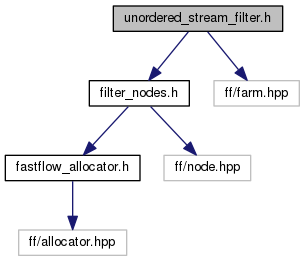 unordered_stream_filter.h
filter_nodes.h
ff/farm.hpp
fastflow_allocator.h
ff/node.hpp
ff/allocator.hpp